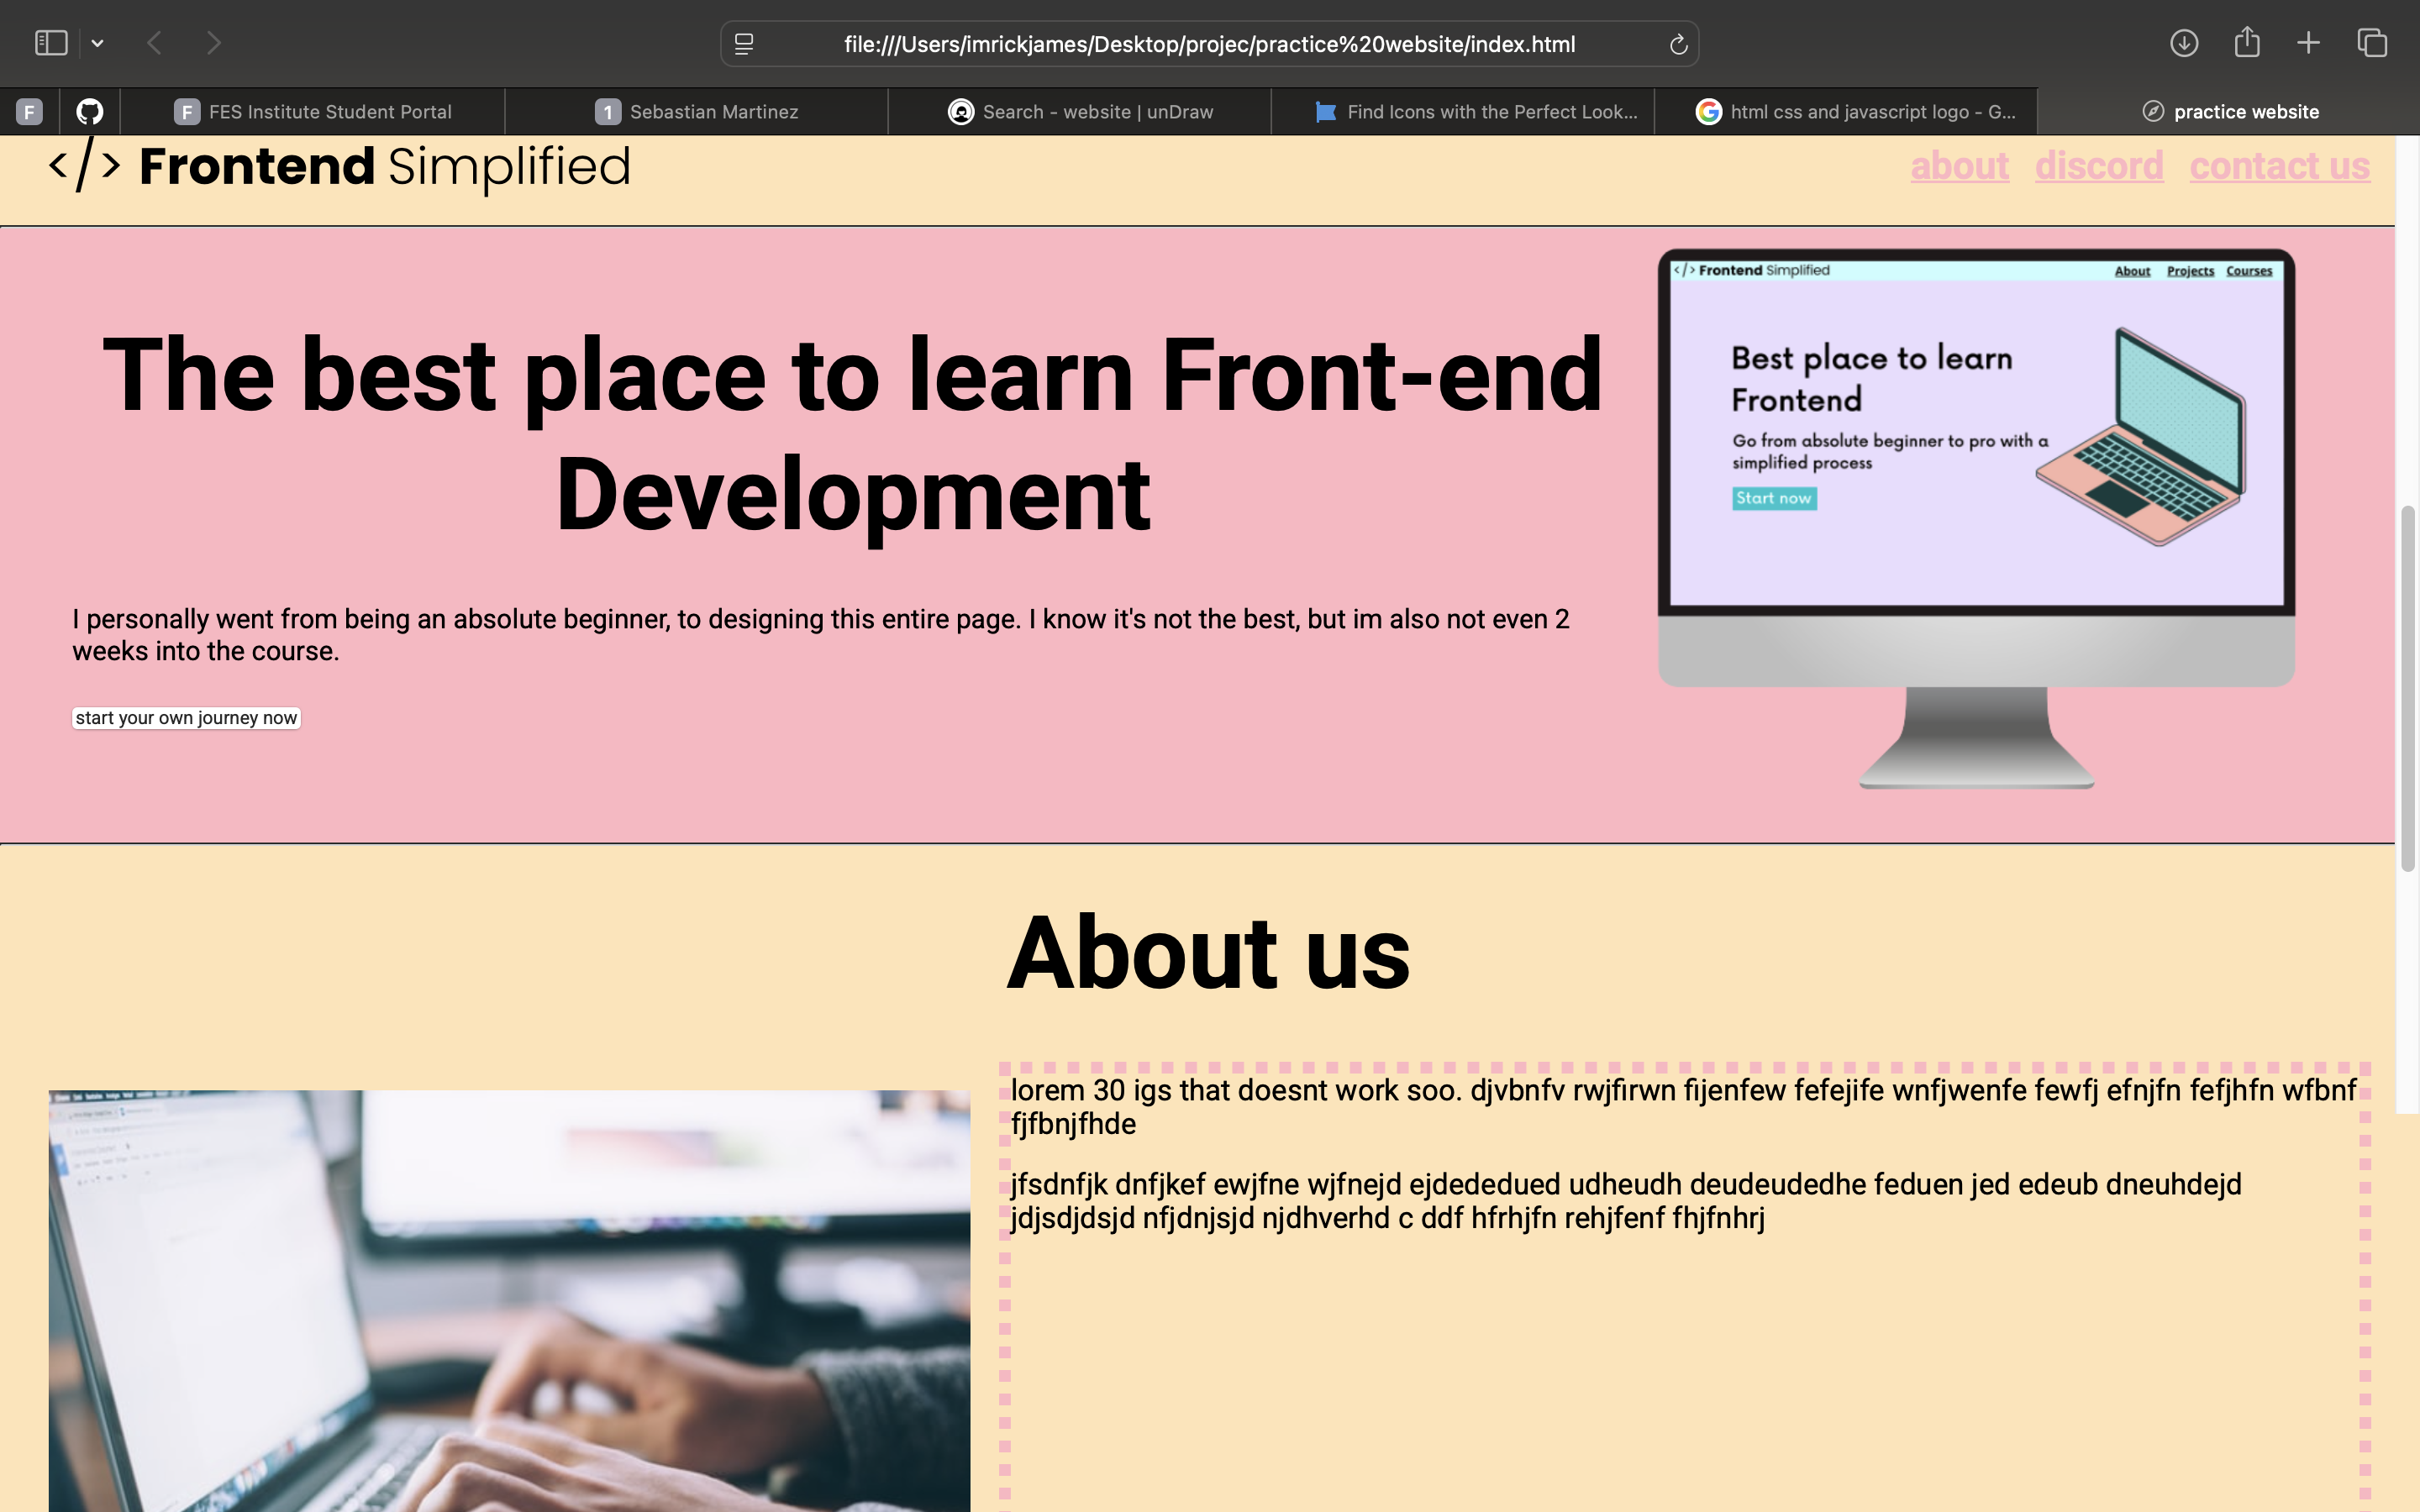 file:///Users/imrickjames/Desktop/projec/practice%20website/index.html
F
F FES Institute Student Portal
1 Sebastian Martinez
Search - website | unDraw
Find Icons with the Perfect Look...
html css and javascript logo - G...
practice website
</> Frontend Simplified
about discord contact us
The best place to learn Front-end
Development
I personally went from being an absolute beginner, to designing this entire page. I know it's not the best, but im also not even 2
weeks into the course.
start your own journey now
</> Frontend Simplified
About Projects Courses
Best place to learn
Frontend
Go from absolute beginner to pro with a
simplified process
Start now
About us
lorem 30 igs that doesnt work soo. djvbnfv rwjfirwn fijenfew fefejife wnfjwenfe fewfj efnjfn fefjhfn wfbnf
fjfbnjfhde
jfsdnfjk dnfjkef ewjfne wjfnejd ejdededued udheudh deudeudedhe feduen jed edeub dneuhdejd
jdjsdjdsjd nfjdnjsjd njdhverhd c ddf hfrhjfn rehjfenf fhjfnhrj